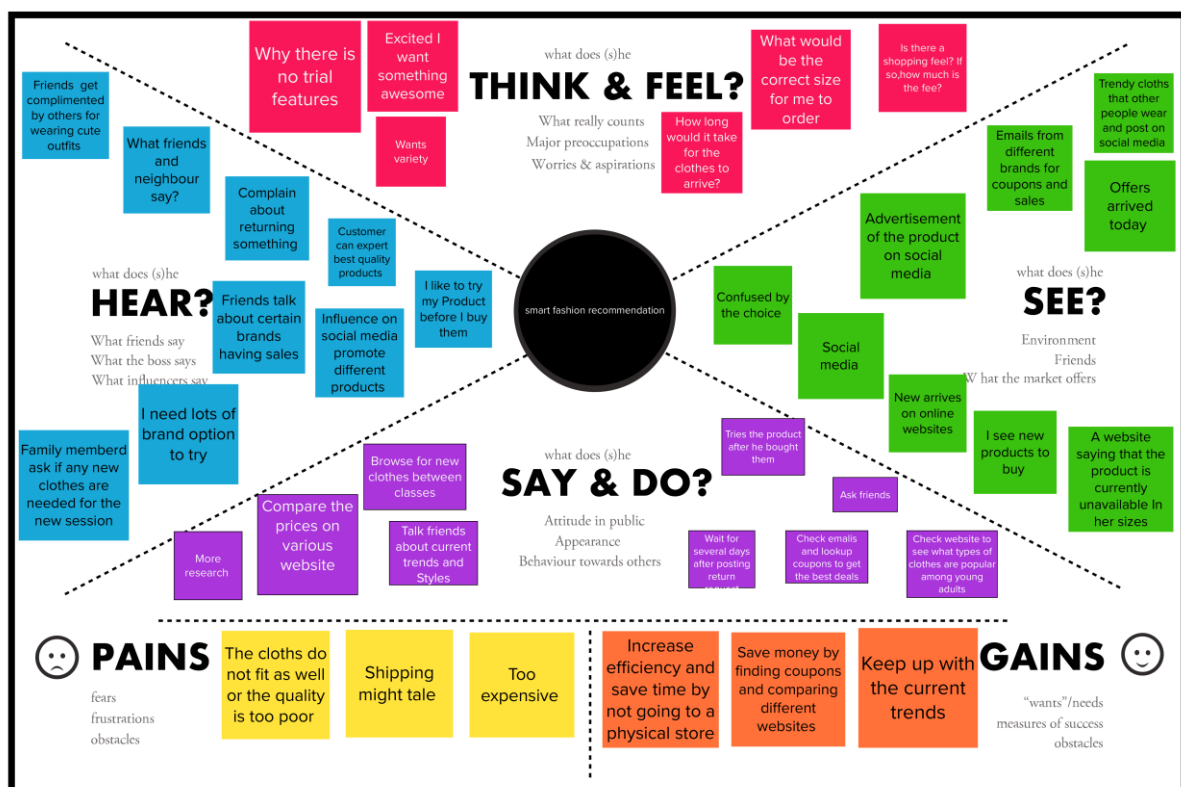 what does (s)he
THINK & FEEL?
What really counts
Major preoccupations
Worries & aspirations
Why there is
no trial
features
Excited I
want
something
awesome
Wants
variety
What would
be the
correct size
for me to
order
How long
would it take
for the
clothes to
arrive?
Is there a
shopping feel? If
so,how much is
the fee?
what does (s)he
HEAR?
What friends say
What the boss says
What influencers say
Friends get
complimented
by others for
wearing cute
outfits
What friends
and
neighbour
say?
Complain
about
returning
something
Customer
can expert
best quality
products
I like to try
my Product
before I buy
them
Friends talk
about certain
brands
having sales
Influence on
social media
promote
different
products
I need lots of
brand option
to try
Family memberd
ask if any new
clothes are
needed for the
new session
smart fashion recommendation
what does (s)he
SEE?
Environment
Friends
W hat the market offers
Trendy cloths
that other
people wear
and post on
social media
Emails from
different
brands for
coupons and
sales
Offers
arrived
today
Advertisement
of the product
on social
media
Confused by
the choice
Social
media
New arrives
on online
websites
I see new
products to
buy
A website
saying that the
product is
currently
unavailable In
her sizes
what does (s)he
SAY & DO?
Attitude in public
Appearance
Behaviour towards others
Browse for new
clothes between
classes
Compare the
prices on
various
website
More
research
Talk friends
about current
trends and
Styles
Tries the product
after he bought
them
Ask friends
Wait for
several days
after posting
return request
Check emailis
and lookup
coupons to get
the best deals
Check website to
see what types of
clothes are popular
among young
adults
PAINS
fears
frustrations
obstacles
The cloths do
not fit as well
or the quality
is too poor
Shipping
might tale
Too
expensive
GAINS
“wants”/needs
measures of success
obstacles
Increase
efficiency and
save time by
not going to a
physical store
Save money by
finding coupons
and comparing
different
websites
Keep up with
the current
trends